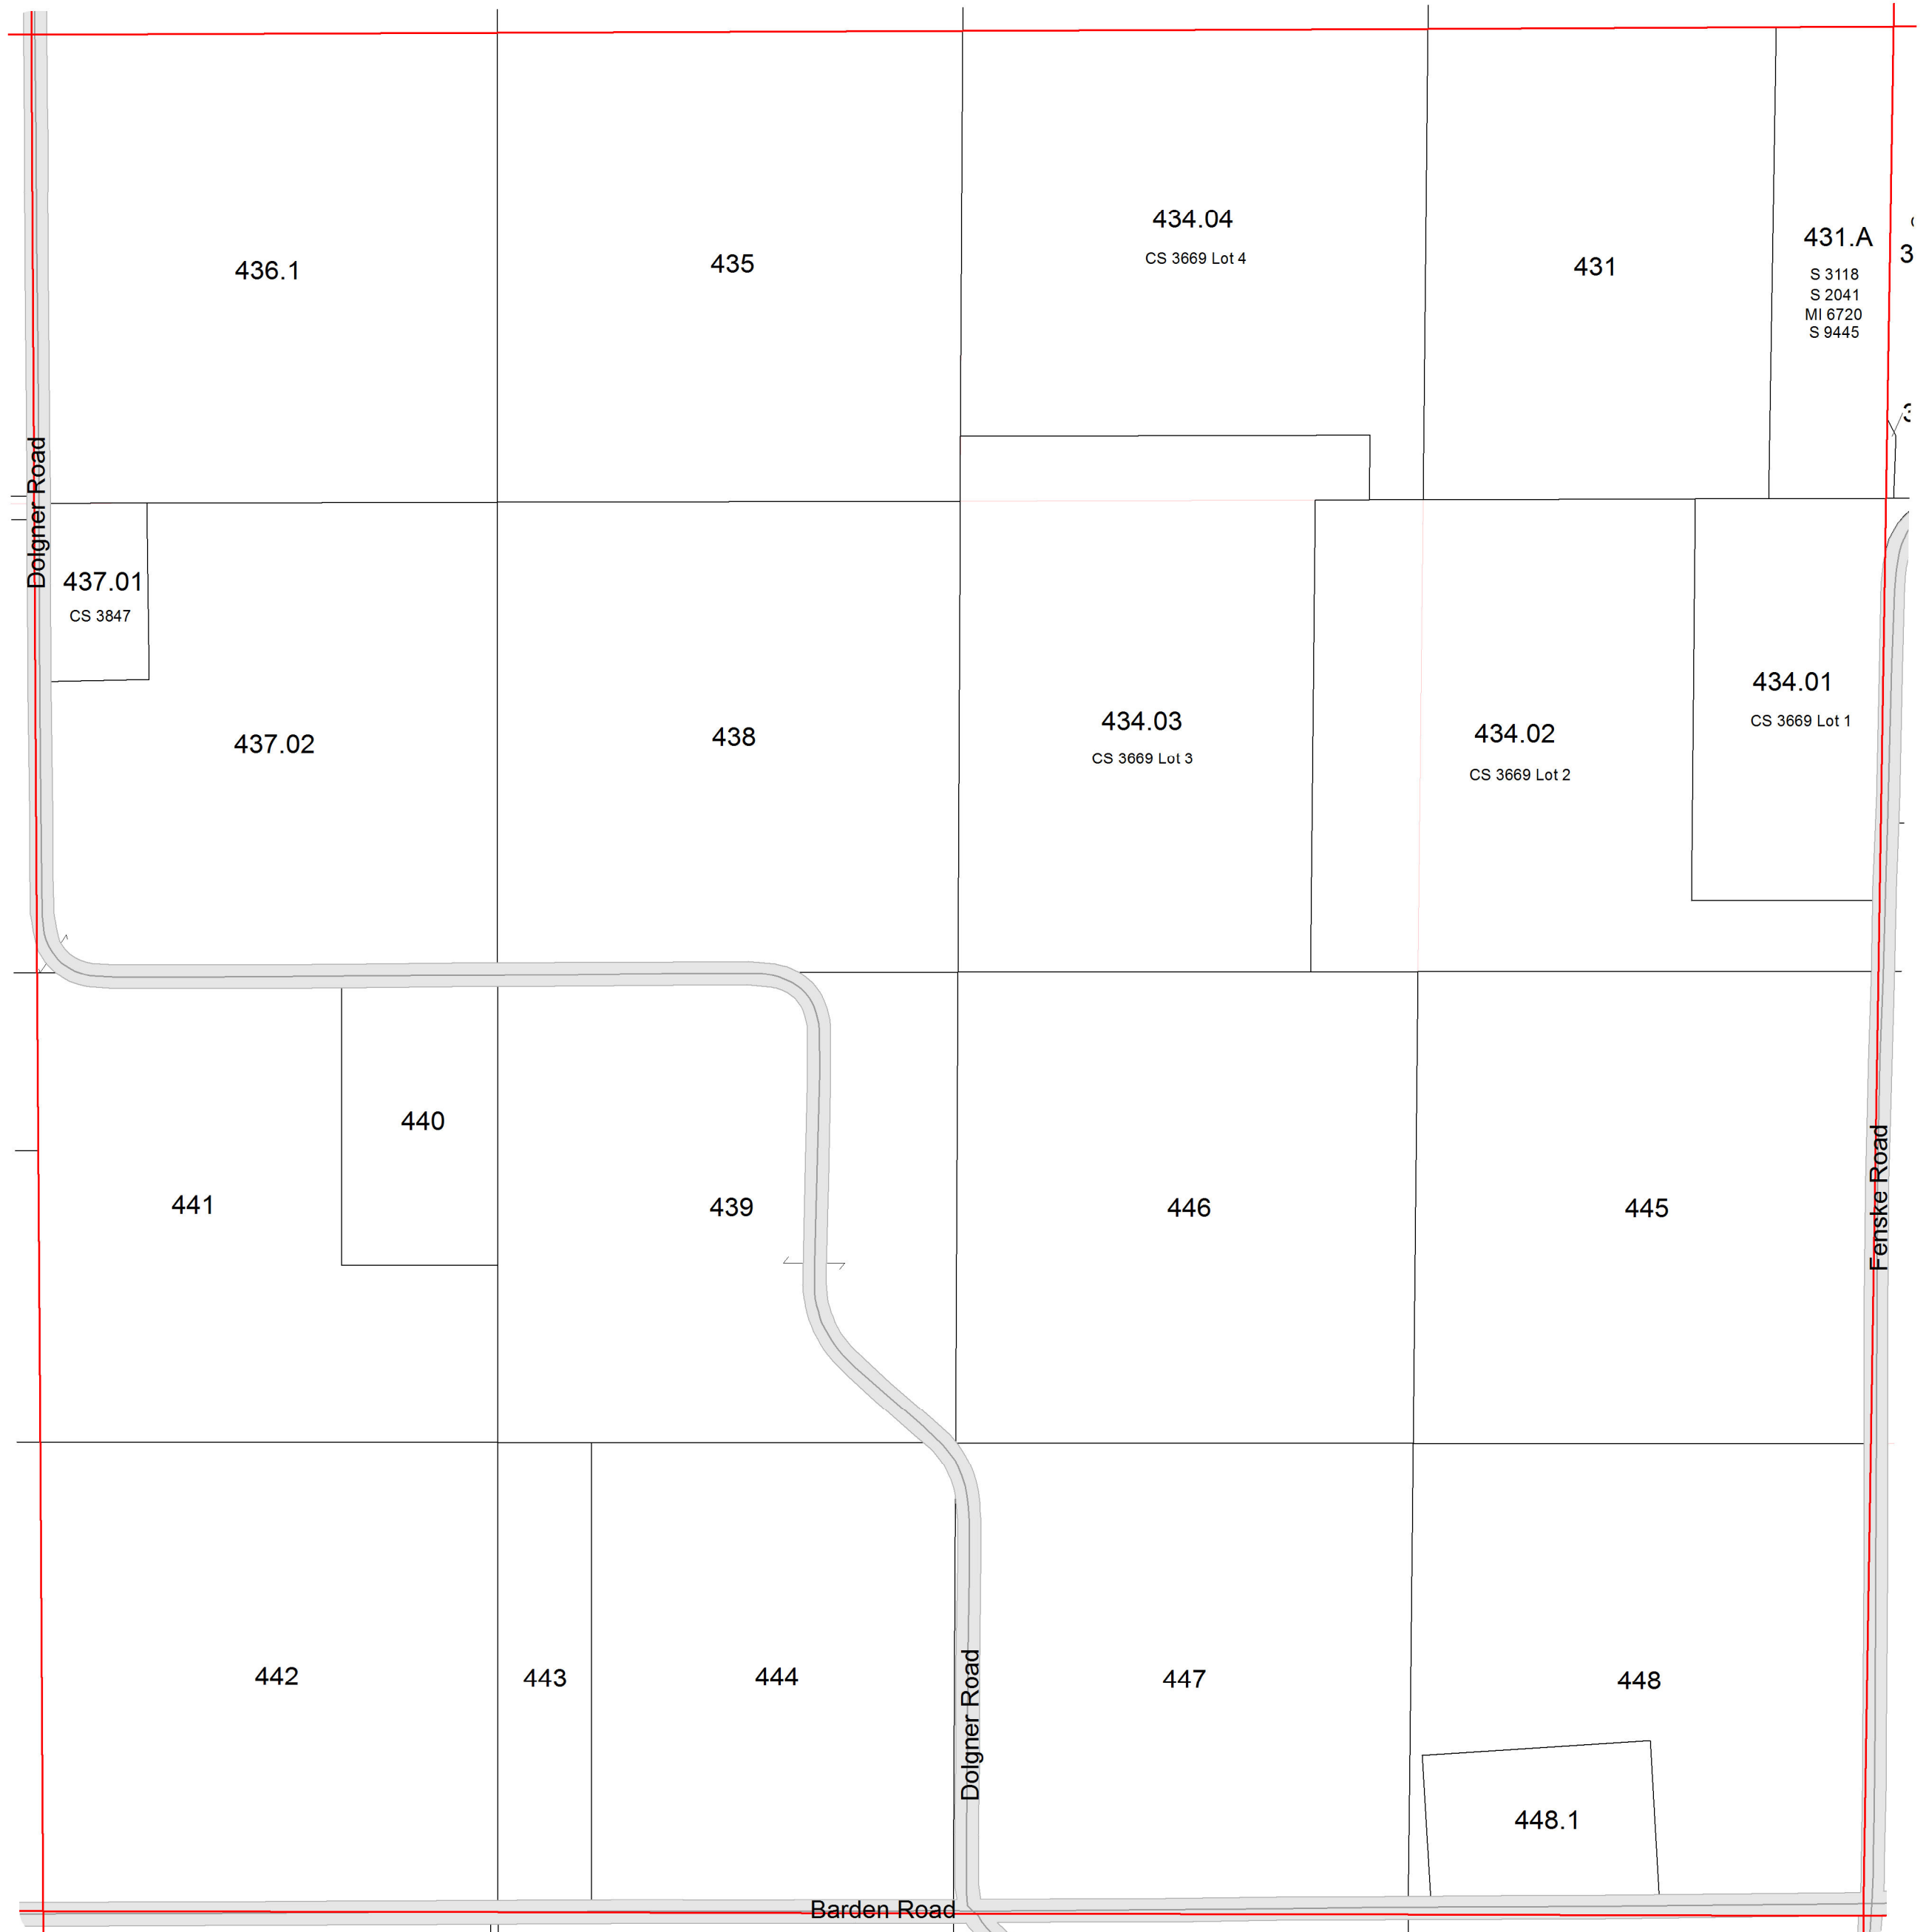 434.04
CS 3669 Lot 4
431.A
436.1
435
431
S 3118
S 2041
MI 6720
S 9445
Dolgner Road
437.01
CS 3847
434.01
CS 3669 Lot 1
437.02
438
434.03
CS 3669 Lot 3
434.02
CS 3669 Lot 2
440
441
439
446
445
Fenske Road
442
443
444
Dolgner Road
447
448
448.1
Barden Road